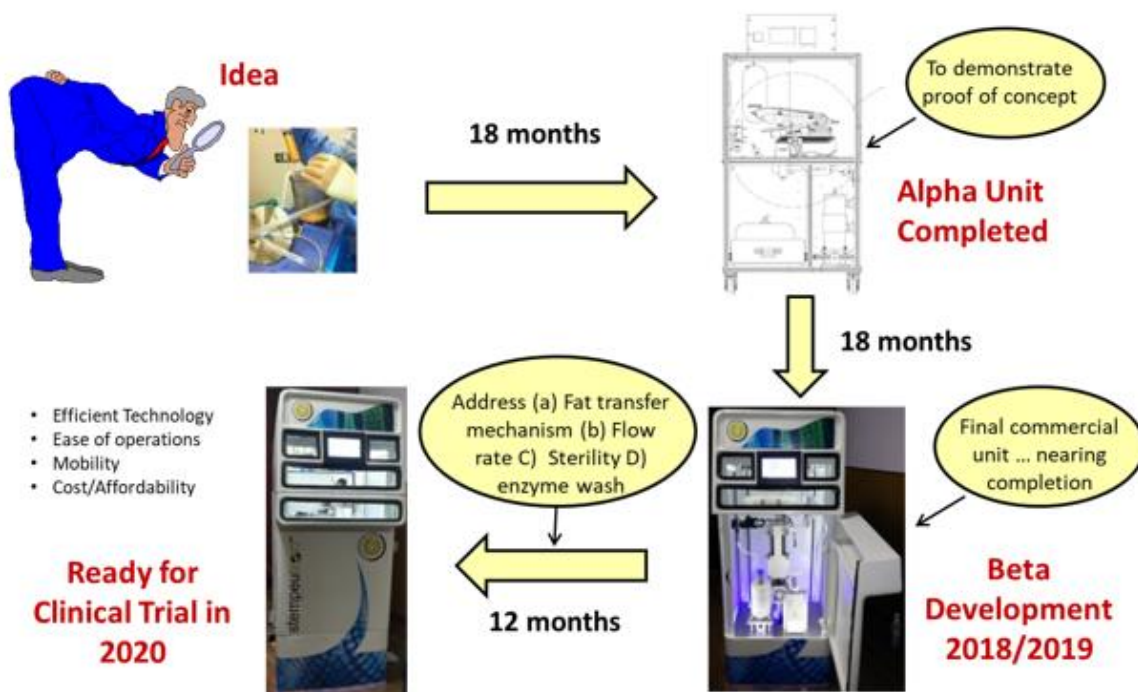 Idea
18 months
To demonstrate
proof of concept
Alpha Unit
Completed
18 months
Final commercial
unit ... nearing
completion
Beta
Development
2018/2019
Address (a) Fat transfer
mechanism (b) Flow
rate C) Sterility D)
enzyme wash
12 months
• Efficient Technology
• Ease of operations
• Mobility
• Cost/Affordability
Ready for
Clinical Trial in
2020